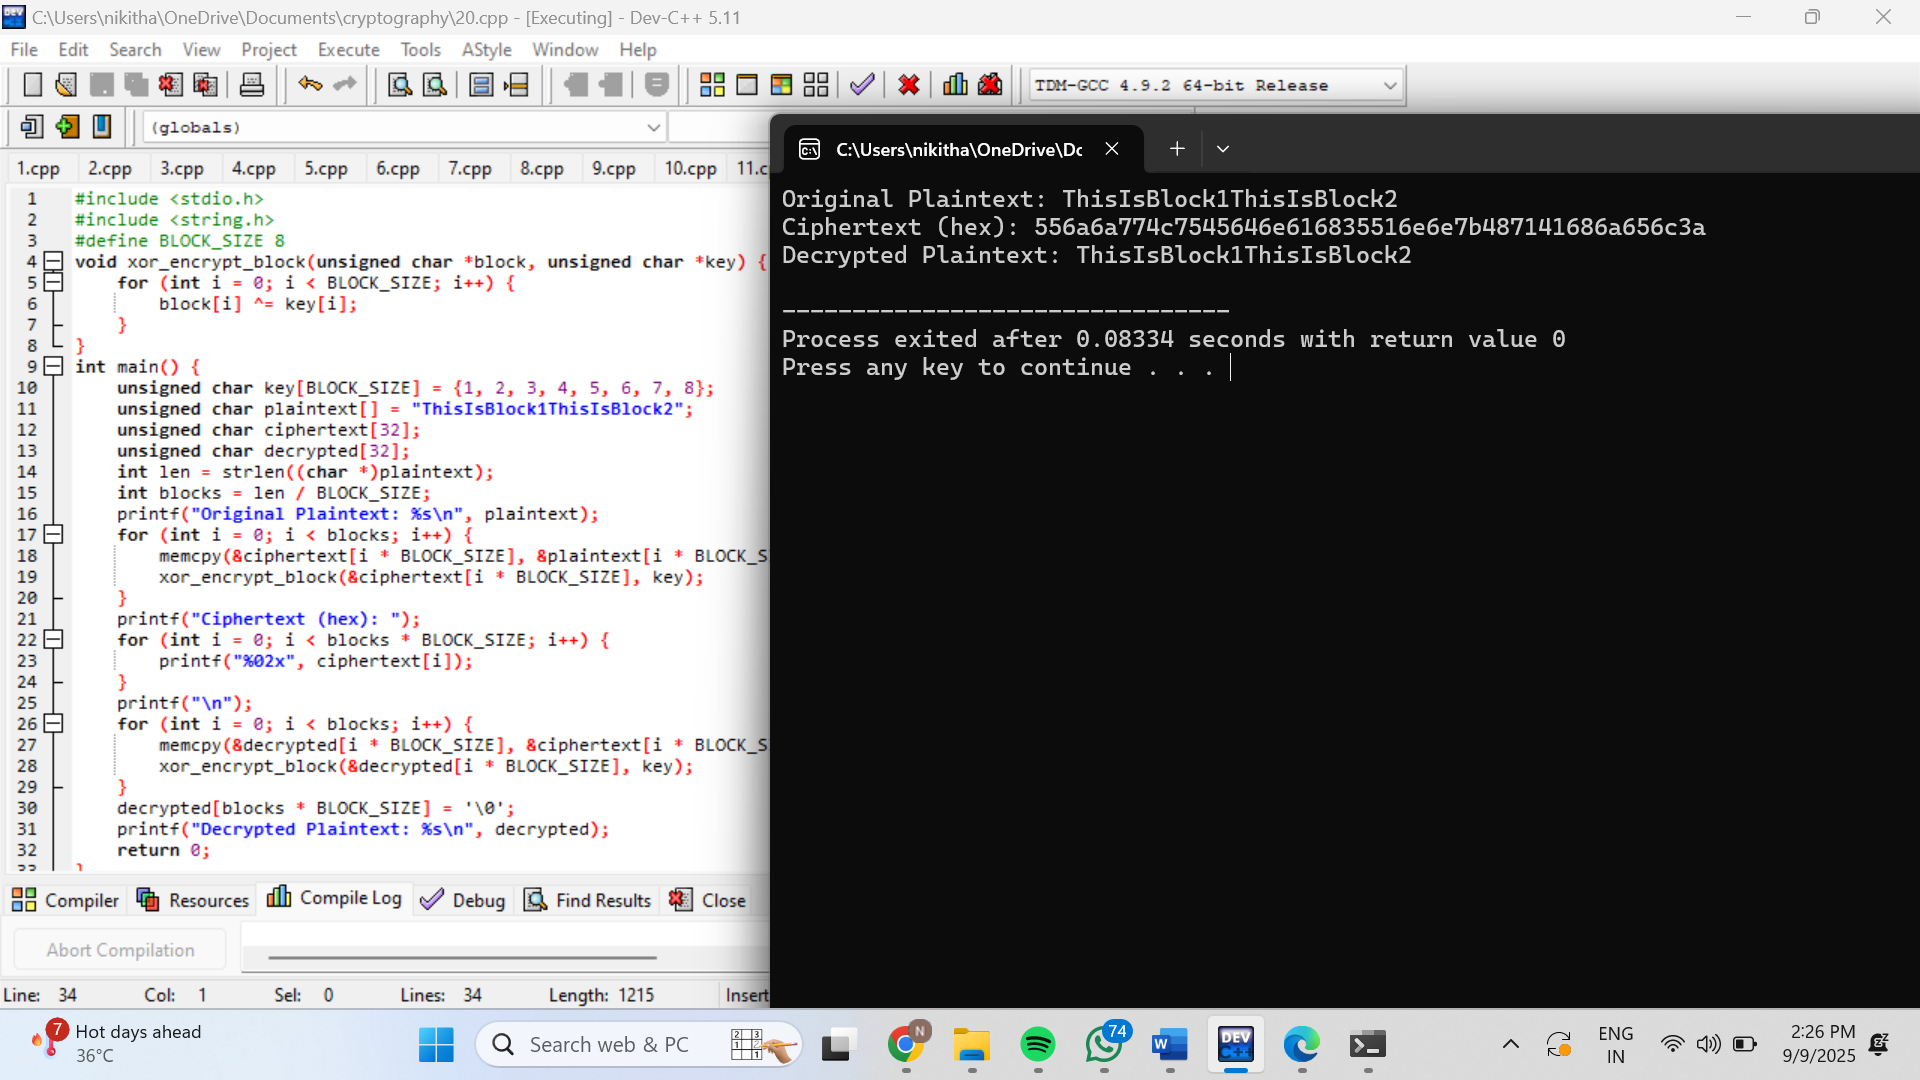 C:\Users\nikitha\OneDrive\Documents\cryptography\20.cpp - [Executing] - Dev-C++ 5.11
File Edit Search View Project Execute Tools AStyle Window Help
TDM-GCC 4.9.2 64-bit Release
(globals)
1.cpp 2.cpp 3.cpp 4.cpp 5.cpp 6.cpp 7.cpp 8.cpp 9.cpp 10.cpp 11.c
1 #include <stdio.h>
2 #include <string.h>
3 #define BLOCK_SIZE 8
4 void xor_encrypt_block(unsigned char *block, unsigned char *key) {
5 for (int i = 0; i < BLOCK_SIZE; i++) {
6 block[i] ^= key[i];
7 }
8 }
9 int main() {
10 unsigned char key[BLOCK_SIZE] = {1, 2, 3, 4, 5, 6, 7, 8};
11 unsigned char plaintext[] = "ThisIsBlock1ThisIsBlock2";
12 unsigned char ciphertext[32];
13 unsigned char decrypted[32];
14 int len = strlen((char *)plaintext);
15 int blocks = len / BLOCK_SIZE;
16 printf("Original Plaintext: %s\n", plaintext);
17 for (int i = 0; i < blocks; i++) {
18 memcpy(&ciphertext[i * BLOCK_SIZE], &plaintext[i * BLOCK_S
19 xor_encrypt_block(&ciphertext[i * BLOCK_SIZE], key);
20 }
21 printf("Ciphertext (hex): ");
22 for (int i = 0; i < blocks * BLOCK_SIZE; i++) {
23 printf("%02x", ciphertext[i]);
24 }
25 printf("\n");
26 for (int i = 0; i < blocks; i++) {
27 memcpy(&decrypted[i * BLOCK_SIZE], &ciphertext[i * BLOCK_S
28 xor_encrypt_block(&decrypted[i * BLOCK_SIZE], key);
29 }
30 decrypted[blocks * BLOCK_SIZE] = '\0';
31 printf("Decrypted Plaintext: %s\n", decrypted);
32 return 0;
33 }
C:\Users\nikitha\OneDrive\Dc
Original Plaintext: ThisIsBlock1ThisIsBlock2
Ciphertext (hex): 556a6a774c7545646e616835516e6e7b487141686a656c3a
Decrypted Plaintext: ThisIsBlock1ThisIsBlock2
--------------------------------
Process exited after 0.08334 seconds with return value 0
Press any key to continue . . .
Compiler Resources Compile Log Debug Find Results Close
Abort Compilation
Line: 34 Col: 1 Sel: 0 Lines: 34 Length: 1215 Insert
7 Hot days ahead
36°C
Search web & PC
N
74
W
DEV
C++
ENG
IN
2:26 PM
9/9/2025